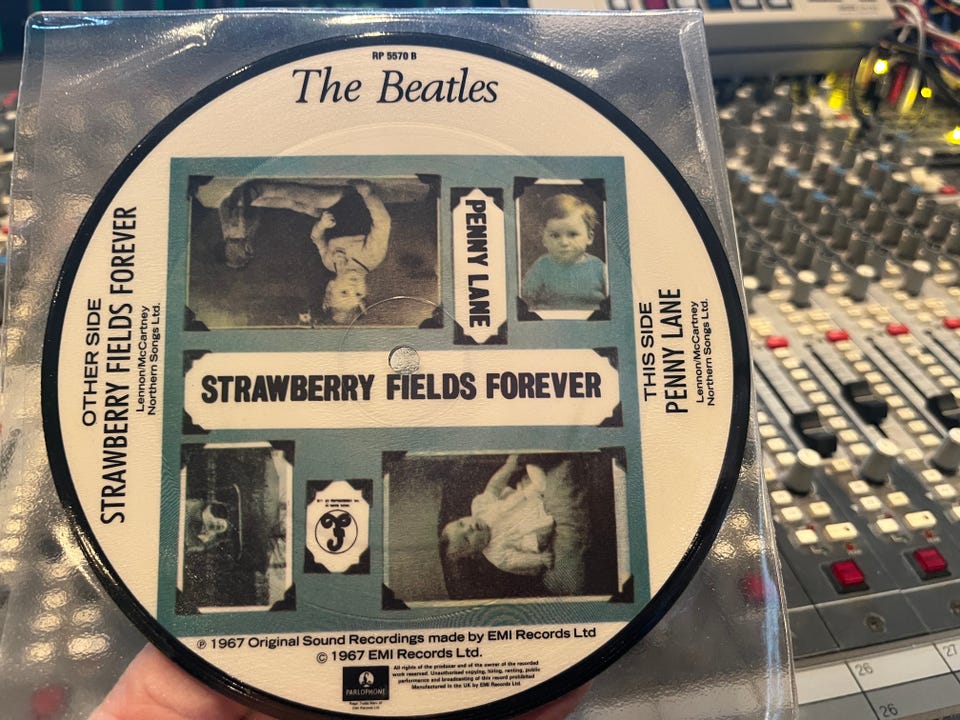 RP 5570 B
The Beatles
OTHER SIDE
STRAWBERRY FIELDS FOREVER
Lennon/McCartney
Northern Songs Ltd.
PENNY LANE
STRAWBERRY FIELDS FOREVER
THIS SIDE
PENNY LANE
Lennon/McCartney
Northern Songs Ltd.
℗ 1967 Original Sound Recordings made by EMI Records Ltd
© 1967 EMI Records Ltd.
All rights of the producer and of the owner of the recorded
work reserved. Unauthorised copying, hiring, renting, public
performance and broadcasting of this record prohibited
Manufactured in the UK by EMI Records Ltd.
PARLOPHONE
26
27
26